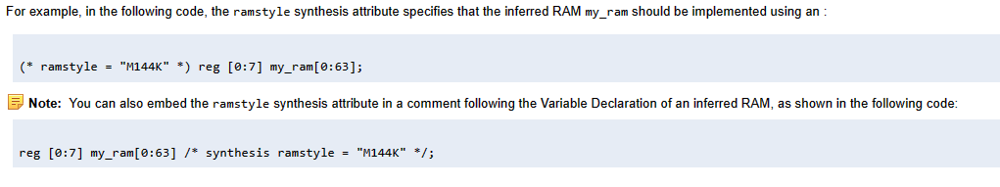 For example, in the following code, the ramstyle synthesis attribute specifies that the inferred RAM my_ram should be implemented using an :
(* ramstyle = "M144K" *) reg [0:7] my_ram[0:63];
Note: You can also embed the ramstyle synthesis attribute in a comment following the Variable Declaration of an inferred RAM, as shown in the following code:
reg [0:7] my_ram[0:63] /* synthesis ramstyle = "M144K" */;